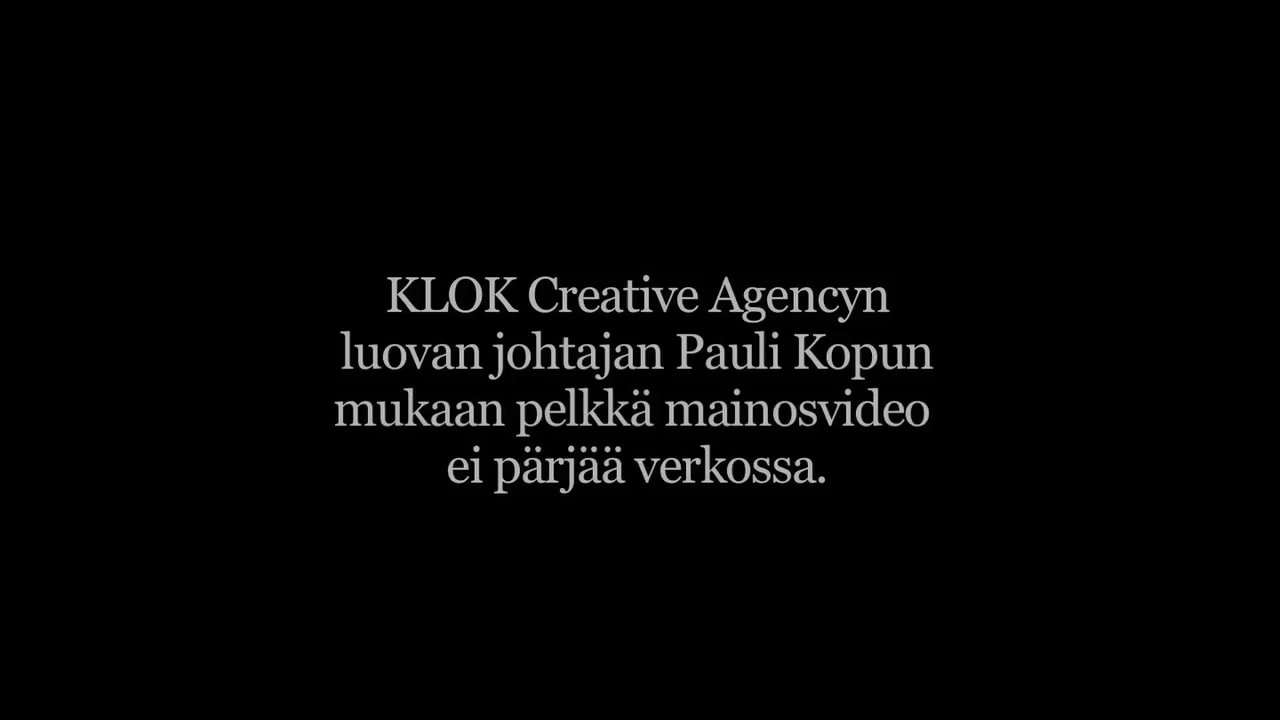 KLOK Creative Agencyn
luovan johtajan Pauli Kopun
mukaan pelkkä mainosvideo
ei pärjää verkossa.